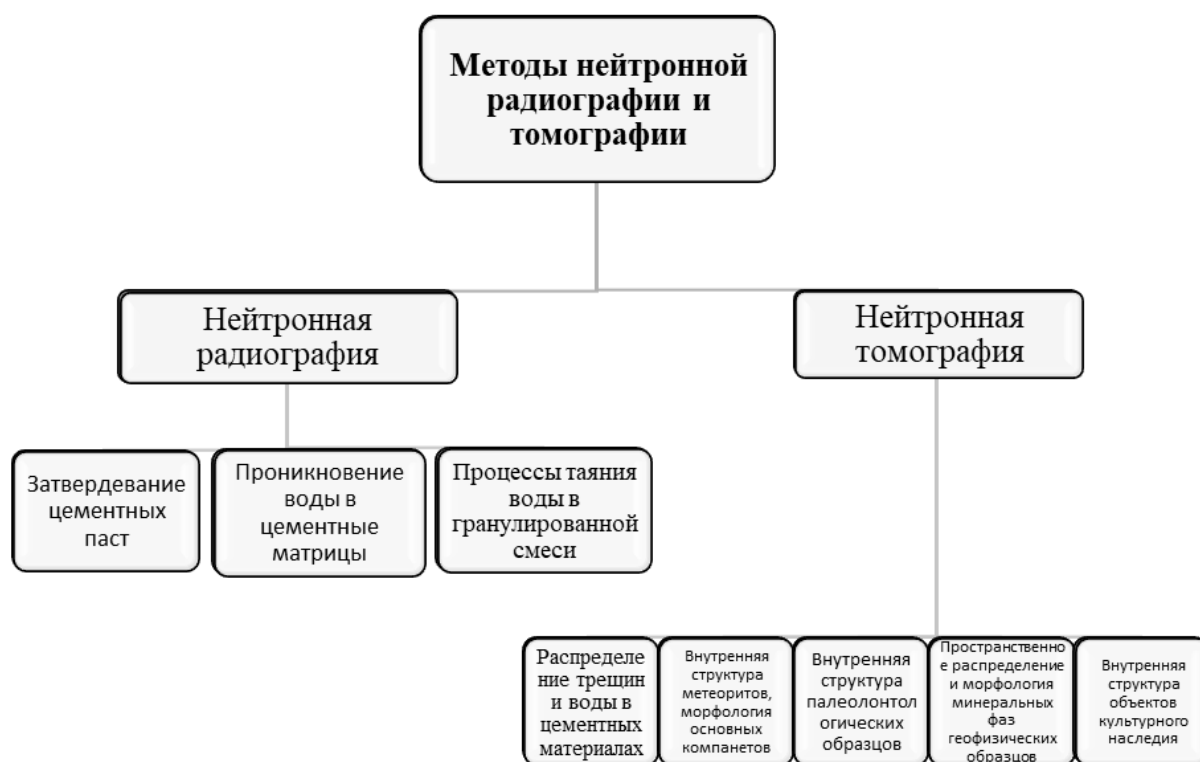 Методы нейтронной
радиографии и
томографии
Нейтронная
радиография
Нейтронная
томография
Затвердевание
цементных
паст
Проникновение
воды в
цементные
матрицы
Процессы таяния
воды в
гранулированной
смеси
Распределе
ние трещин
и воды в
цементных
материалах
Внутренняя
структура
метеоритов,
морфология
основных
компанетов
Внутренняя
структура
палеолонтол
огических
образцов
Пространственно
е распределение
и морфология
минеральных
фаз
геофизических
образцов
Внутренняя
структура
объектов
культурного
наследия